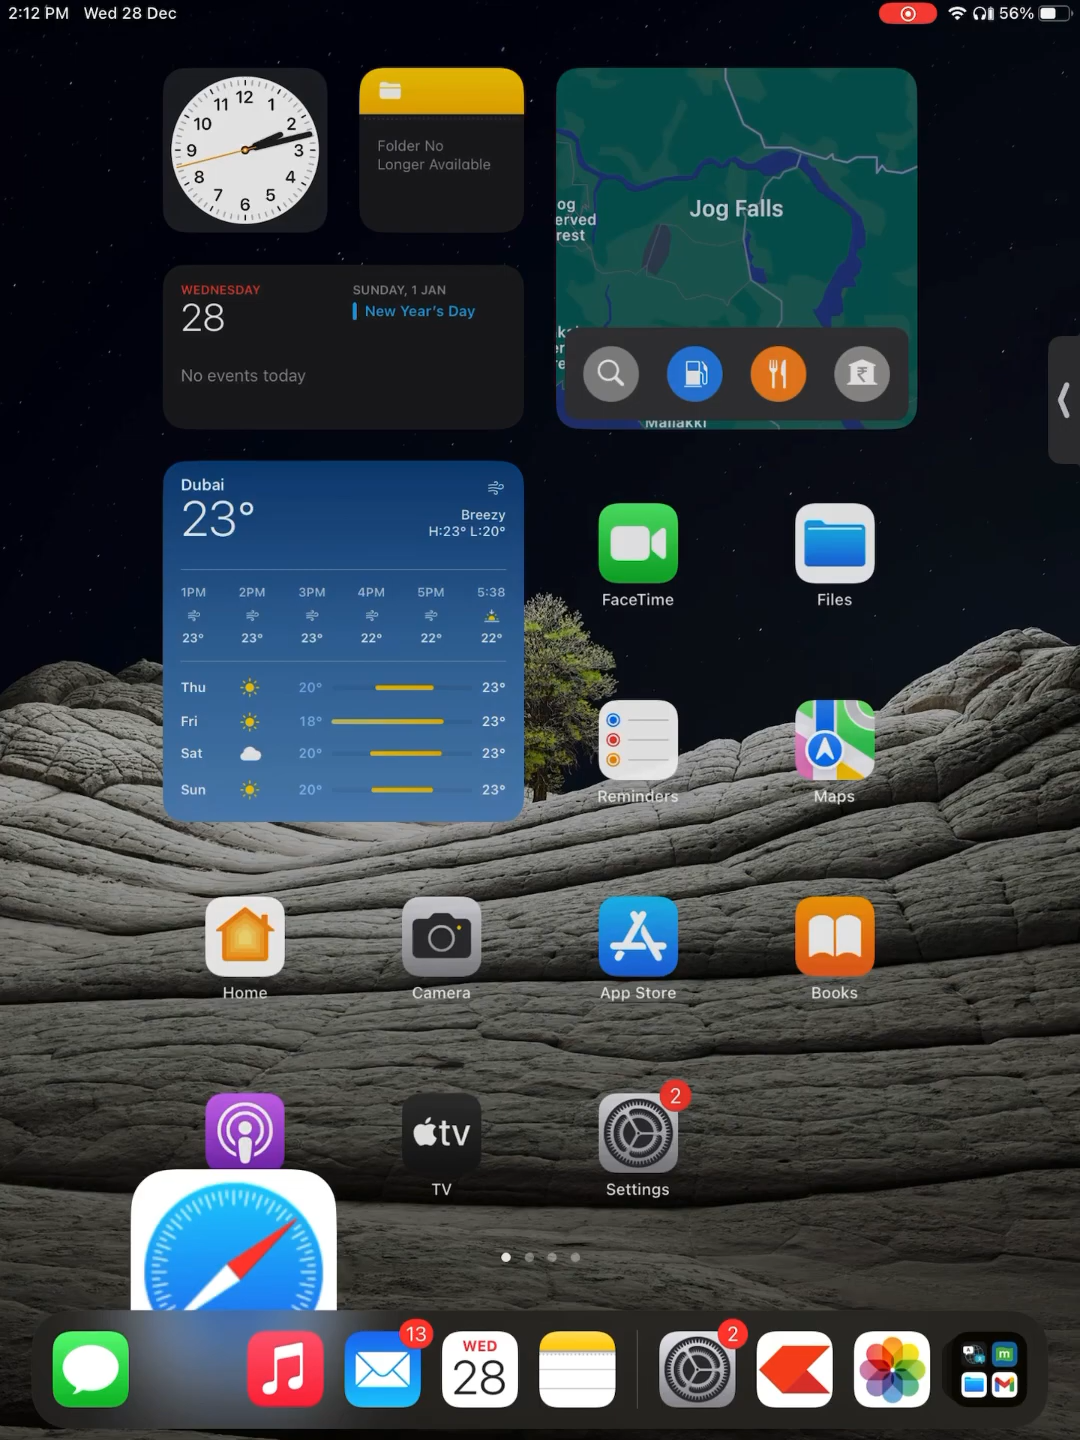 2:12 PM Wed 28 Dec
56%
12
11 1
10 2
9 3
8 4
7 5
6
Folder No
Longer Available
Jog Falls
og
erved
rest
WEDNESDAY
28
No events today
SUNDAY, 1 JAN
New Year's Day
₹
Mallakki
Dubai
23°
Breezy
H:23° L:20°
1PM 2PM 3PM 4PM 5PM 5:38
23° 23° 23° 22° 22° 22°
Thu 20° 23°
Fri 18° 23°
Sat 20° 23°
Sun 20° 23°
FaceTime
Files
Reminders
Maps
Home
Camera
App Store
Books
tv
2
TV
Settings
13
WED
28
2
m